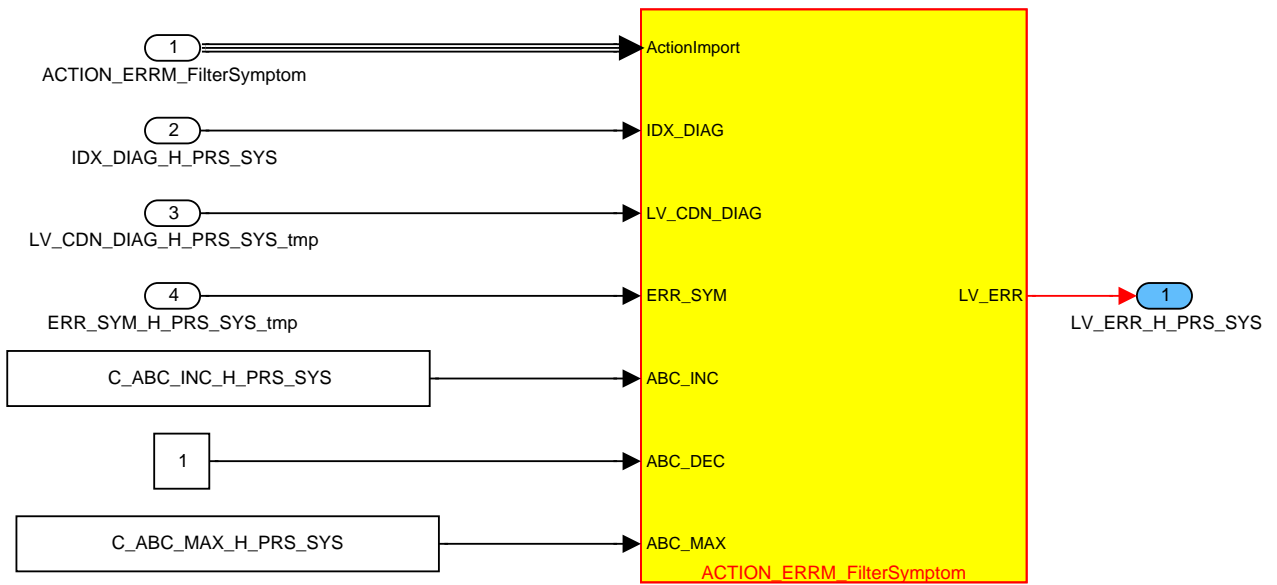 1
ActionImport
ACTION_ERRM_FilterSymptom
2
IDX_DIAG
IDX_DIAG_H_PRS_SYS
3
LV_CDN_DIAG
LV_CDN_DIAG_H_PRS_SYS_tmp
4
ERR_SYM
LV_ERR
1
ERR_SYM_H_PRS_SYS_tmp
LV_ERR_H_PRS_SYS
C_ABC_INC_H_PRS_SYS
ABC_INC
1
ABC_DEC
C_ABC_MAX_H_PRS_SYS
ABC_MAX
ACTION_ERRM_FilterSymptom